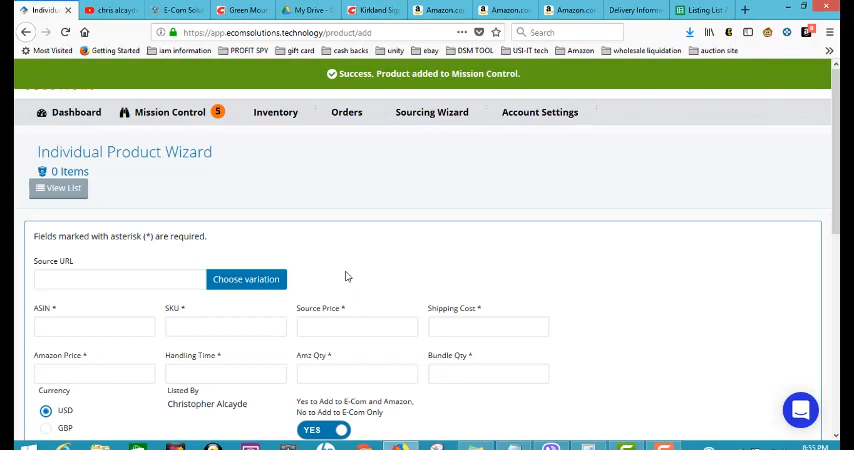 Individu
chris alcayde
E-Com Solu
Green Mour
My Drive - G
Kirkland Sig
Amazon.co
Amazon.co
Amazon.co
Delivery Inform
Listing List A
https://app.ecomsolutions.technology/product/add
Search
Most Visited
Getting Started
iam information
PROFIT SPY
gift card
cash backs
unity
ebay
DSM TOOL
USI-IT tech
Amazon
wholesale liquidation
auction site
Success, Product added to Mission Control.
Dashboard
Mission Control 5
Inventory
Orders
Sourcing Wizard
Account Settings
Individual Product Wizard
0 Items
View List
Fields marked with asterisk (*) are required.
Source URL
Choose variation
ASIN *
SKU *
Source Price *
Shipping Cost *
Amazon Price *
Handling Time *
Amz Qty *
Bundle Qty *
Currency
Listed By
USD
Christopher Alcayde
Yes to Add to E-Com and Amazon,
No to Add to E-Com Only
GBP
YES
8:55 PM